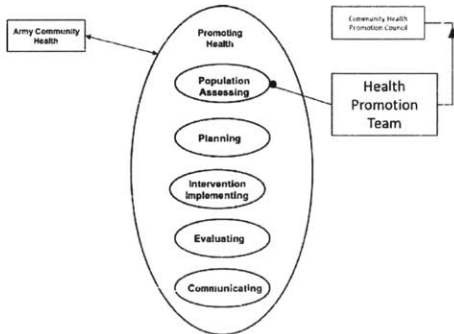 Army Community
Health
Promoting
Health
Community Health
Promotion Council
Population
Assessing
Health
Promotion
Team
Planning
Intervention
Implementing
Evaluating
Communicating